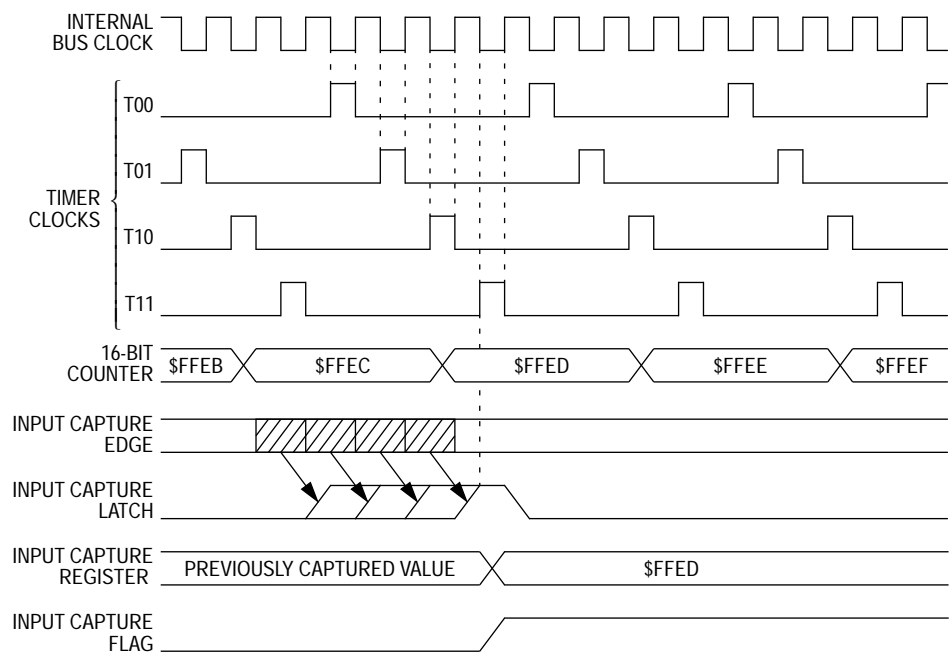 INTERNAL
BUS CLOCK
T00
T01
TIMER
CLOCKS
T10
T11
16-BIT
COUNTER
$FFEB
$FFEC
$FFED
$FFEE
$FFEF
INPUT CAPTURE
EDGE
INPUT CAPTURE
LATCH
INPUT CAPTURE
REGISTER
PREVIOUSLY CAPTURED VALUE
$FFED
INPUT CAPTURE
FLAG